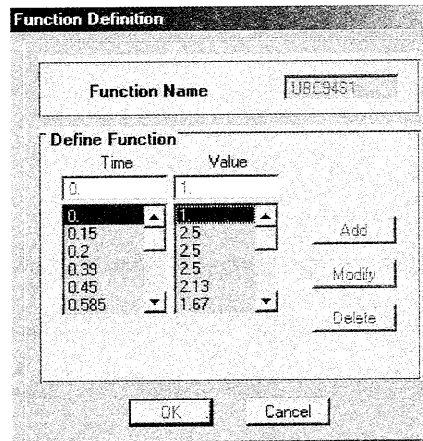 Function Definition
Function Name UBC94S1
Define Function
Time Value
0. 1.
0. 1.
0.15 2.5
0.2 2.5
0.39 2.5
0.45 2.13
0.585 1.67
Add
Modify
Delete
OK Cancel